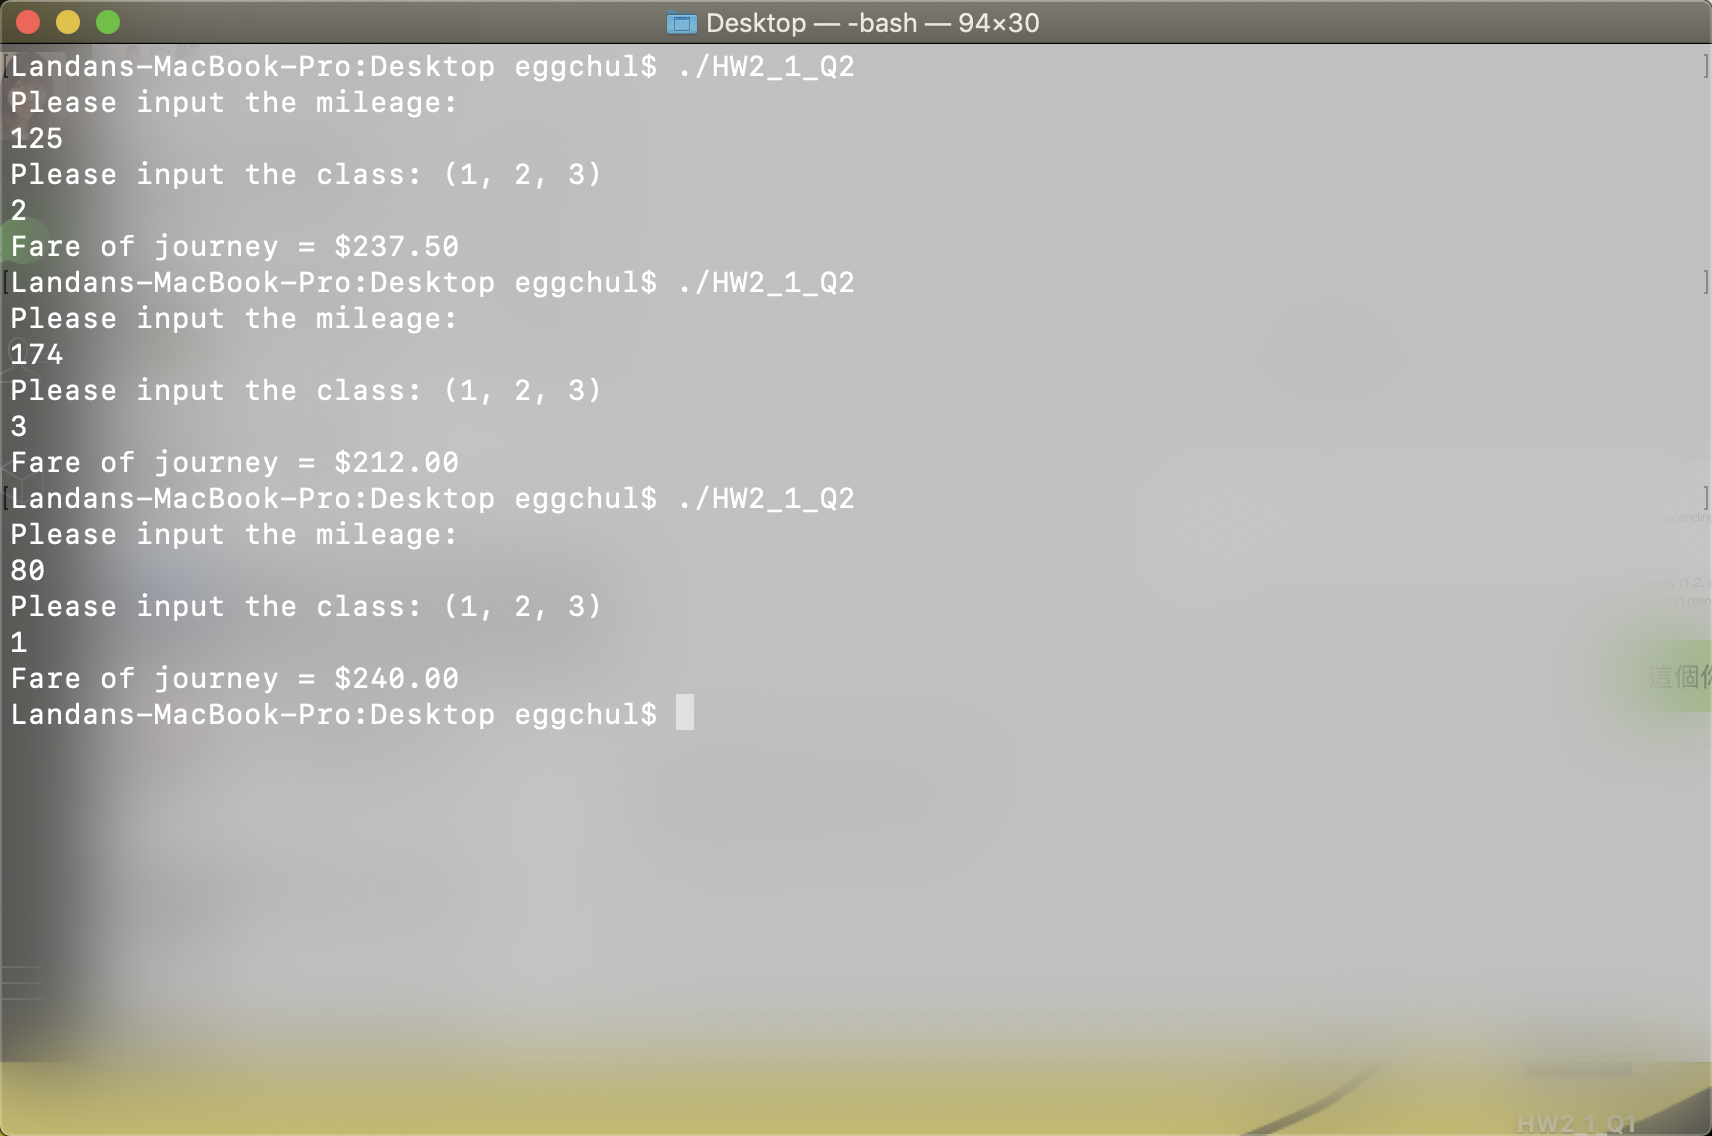 Desktop — -bash — 94×30
[Landans-MacBook-Pro:Desktop eggchul$ ./HW2_1_Q2 ]
Please input the mileage:
125
Please input the class: (1, 2, 3)
2
Fare of journey = $237.50
[Landans-MacBook-Pro:Desktop eggchul$ ./HW2_1_Q2 ]
Please input the mileage:
174
Please input the class: (1, 2, 3)
3
Fare of journey = $212.00
[Landans-MacBook-Pro:Desktop eggchul$ ./HW2_1_Q2 ]
Please input the mileage:
80
Please input the class: (1, 2, 3)
1
Fare of journey = $240.00
Landans-MacBook-Pro:Desktop eggchul$
這個
HW2_1_Q1